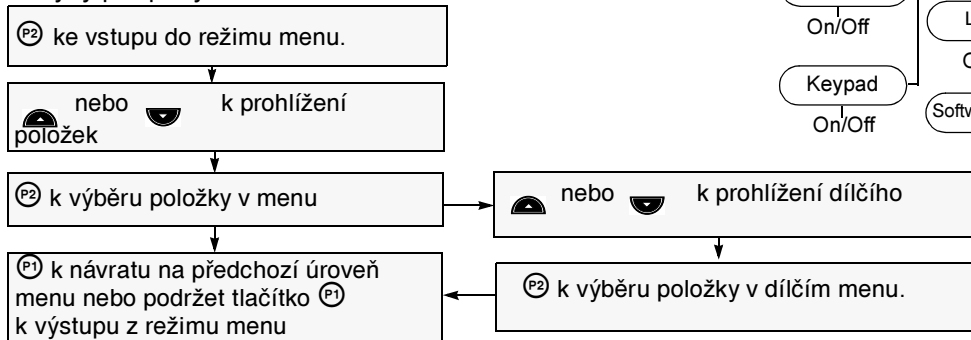 P2 ke vstupu do režimu menu.
nebo k prohlížení
položek
P2 k výběru položky v menu
P1 k návratu na předchozí úroveň
menu nebo podržet tlačítko P1
k výstupu z režimu menu
nebo k prohlížení dílčího
P2 k výběru položky v dílčím menu.
On/Off
Keypad
On/Off